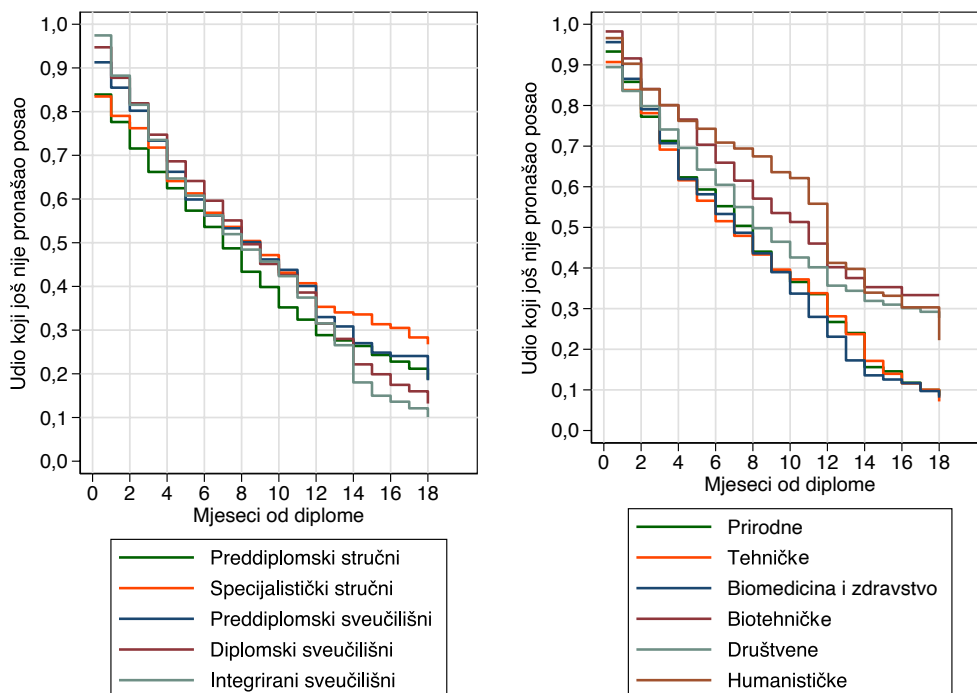 Udio koji još nije pronašao posao
1,0
0,9
0,8
0,7
0,6
0,5
0,4
0,3
0,2
0,1
0,0
0 2 4 6 8 10 12 14 16 18
Mjeseci od diplome
Preddiplomski stručni
Specijalistički stručni
Preddiplomski sveučilišni
Diplomski sveučilišni
Integrirani sveučilišni
Udio koji još nije pronašao posao
1,0
0,9
0,8
0,7
0,6
0,5
0,4
0,3
0,2
0,1
0,0
0 2 4 6 8 10 12 14 16 18
Mjeseci od diplome
Prirodne
Tehničke
Biomedicina i zdravstvo
Biotehničke
Društvene
Humanističke